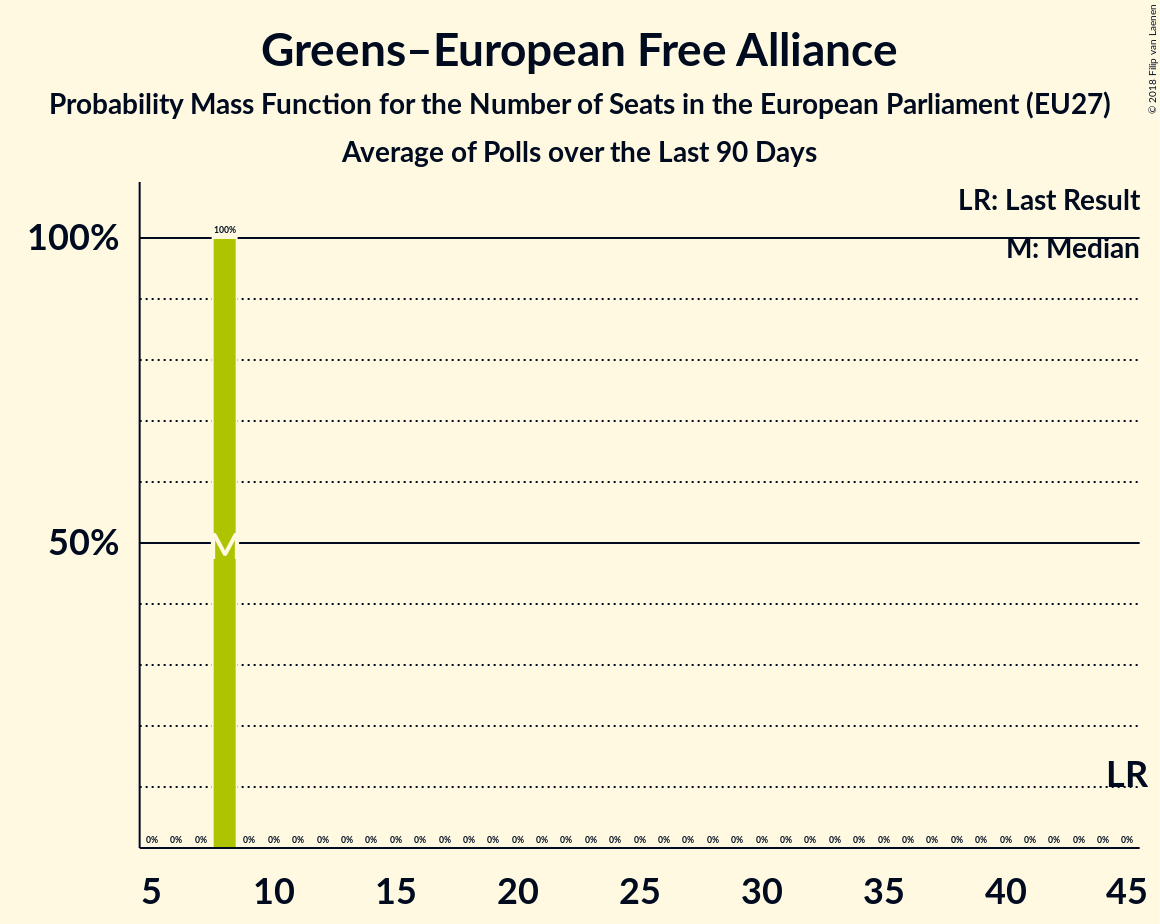 Greens–European Free Alliance
Probability Mass Function for the Number of Seats in the European Parliament (EU27)
Average of Polls over the Last 90 Days
© 2018 Filip van Laenen
LR: Last Result
M: Median
100%
50%
100%
M
LR
0% 0% 0% 0% 0% 0% 0% 0% 0% 0% 0% 0% 0% 0% 0% 0% 0% 0% 0% 0% 0% 0% 0% 0% 0% 0% 0% 0% 0% 0% 0% 0% 0% 0% 0% 0% 0% 0% 0% 0%
5 10 15 20 25 30 35 40 45